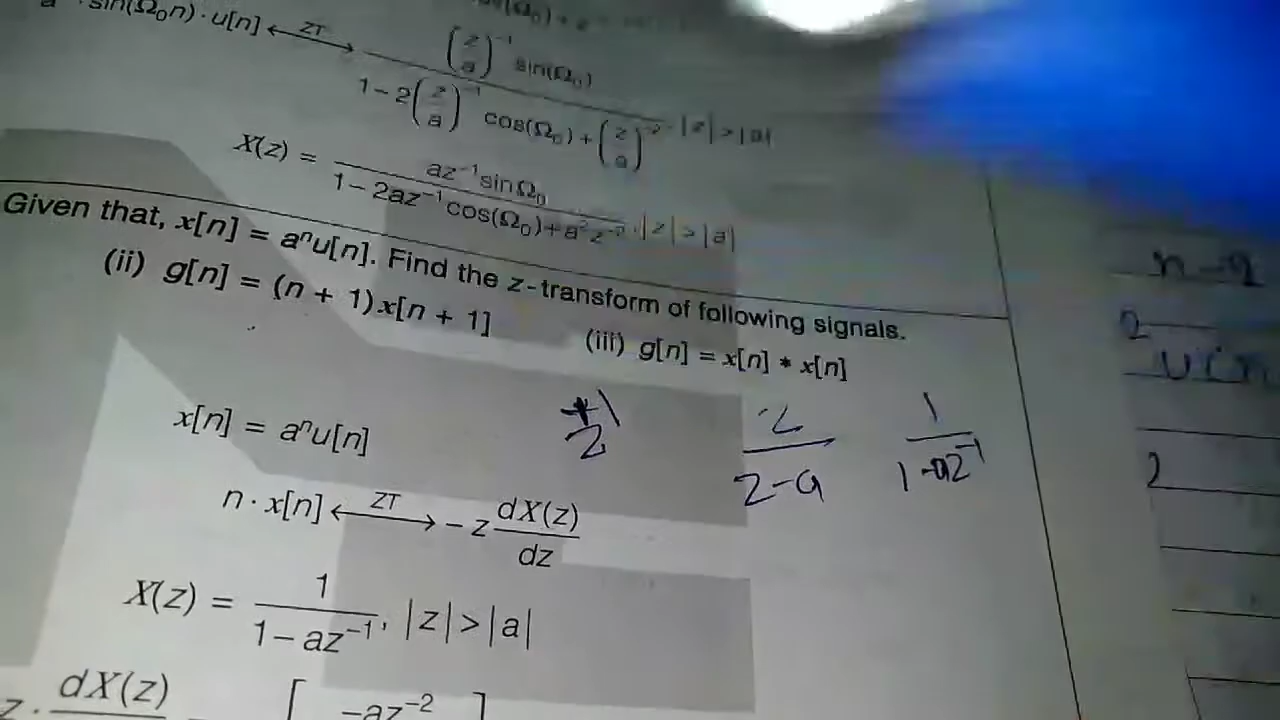 sin(Ω₀n)·u[n] ←ZT→ (z/a)⁻¹ sin(Ω₀) / 1 – 2(z/a)⁻¹ cos(Ω₀) + (z/a)⁻², |z| > |a|
X(z) = az⁻¹ sinΩ₀ / 1 – 2az⁻¹ cos(Ω₀) + a²z⁻², |z| > |a|
Given that, x[n] = aⁿu[n]. Find the z-transform of following signals.
(ii) g[n] = (n + 1).x[n + 1]
(iii) g[n] = x[n] * x[n]
x[n] = aⁿu[n]
z / z-a
1 / 1-az⁻¹
n · x[n] ←ZT→ –z dX(z)/dz
X(z) = 1 / 1 – az⁻¹, |z| > |a|
z · dX(z) [ –az⁻² ]